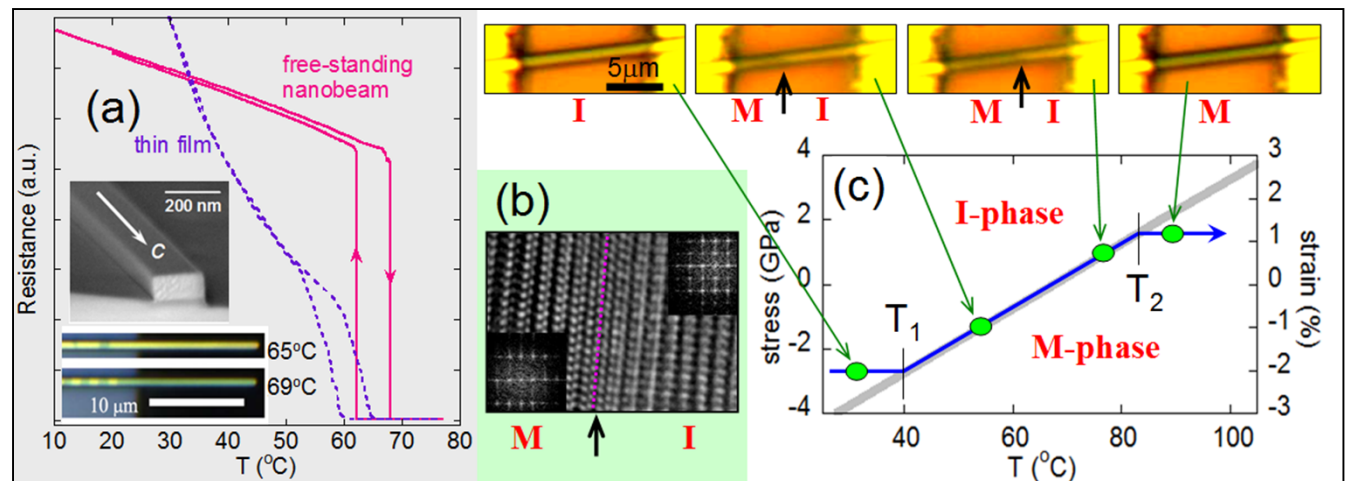 (a)
free-standing
nanobeam
thin film
200 nm
c
65°C
69°C
10 μm
Resistance (a.u.)
10 20 30 40 50 60 70 80
T (°C)
5μm
I
M I
M I
M
(b)
M I
(c)
I-phase
M-phase
T₁
T₂
stress (GPa)
4
2
0
-2
-4
strain (%)
3
2
1
0
-1
-2
-3
40 60 80 100
T (°C)